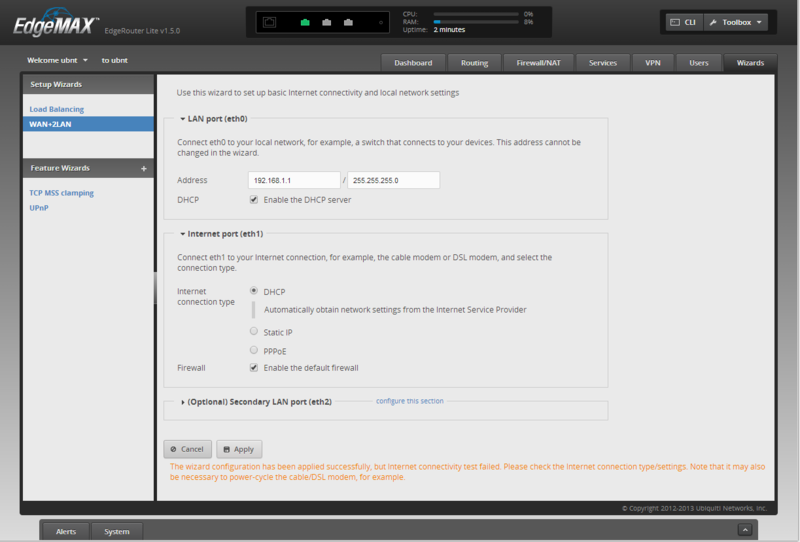 EdgeMAX™
EdgeRouter Lite v1.5.0
CPU: 0%
RAM: 8%
Uptime: 2 minutes
CLI
Toolbox
Welcome ubnt to ubnt
Dashboard Routing Firewall/NAT Services VPN Users Wizards
Setup Wizards
Load Balancing
WAN+2LAN
Feature Wizards +
TCP MSS clamping
UPnP
Use this wizard to set up basic Internet connectivity and local network settings
LAN port (eth0)
Connect eth0 to your local network, for example, a switch that connects to your devices. This address cannot be
changed in the wizard.
Address 192.168.1.1 / 255.255.255.0
DHCP Enable the DHCP server
Internet port (eth1)
Connect eth1 to your Internet connection, for example, the cable modem or DSL modem, and select the
connection type.
Internet
connection type
DHCP
Automatically obtain network settings from the Internet Service Provider
Static IP
PPPoE
Firewall Enable the default firewall
(Optional) Secondary LAN port (eth2) configure this section
Cancel Apply
The wizard configuration has been applied successfully, but Internet connectivity test failed. Please check the Internet connection type/settings. Note that it may also
be necessary to power-cycle the cable/DSL modem, for example.
© Copyright 2012-2013 Ubiquiti Networks, Inc.
Alerts System